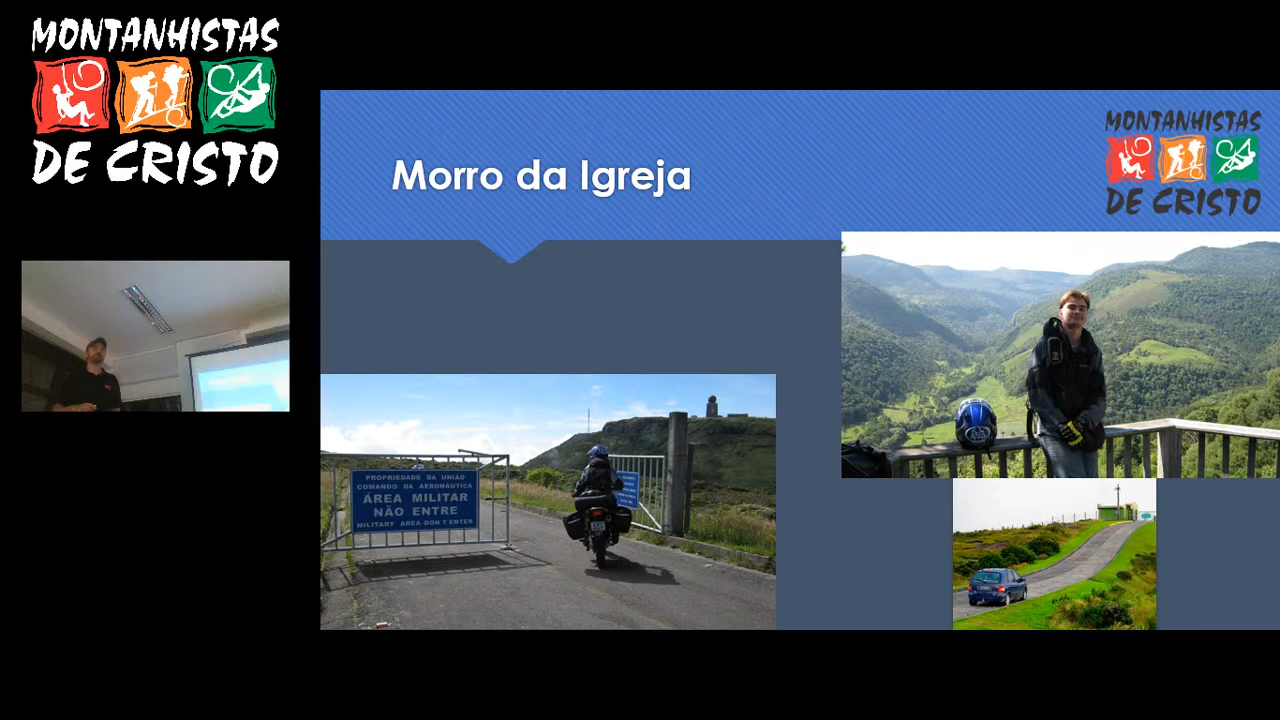 MONTANHISTAS
DE CRISTO
Morro da Igreja
MONTANHISTAS
DE CRISTO
PROPRIEDADE DA UNIÃO
COMANDO DA AERONÁUTICA
ÁREA MILITAR
NÃO ENTRE
MILITARY AREA-DON'T ENTER